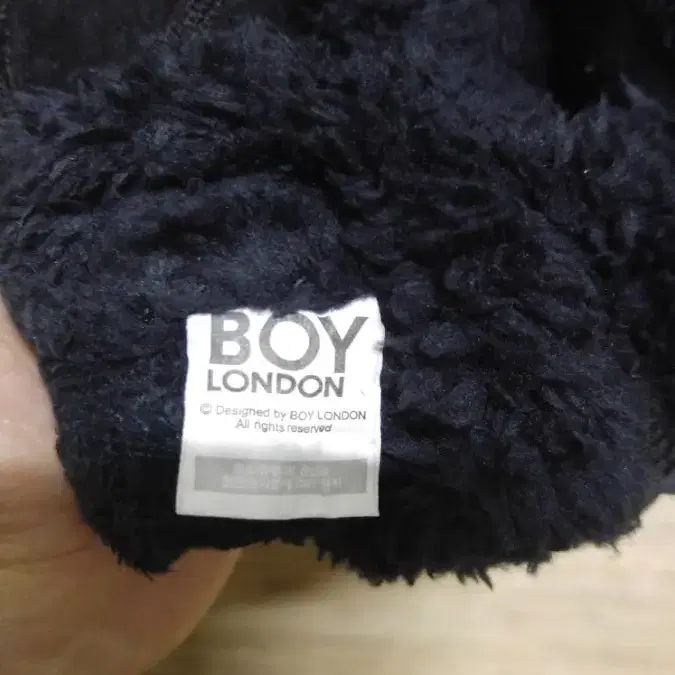 BOY
LONDON
© Designed by BOY LONDON
All rights reserved